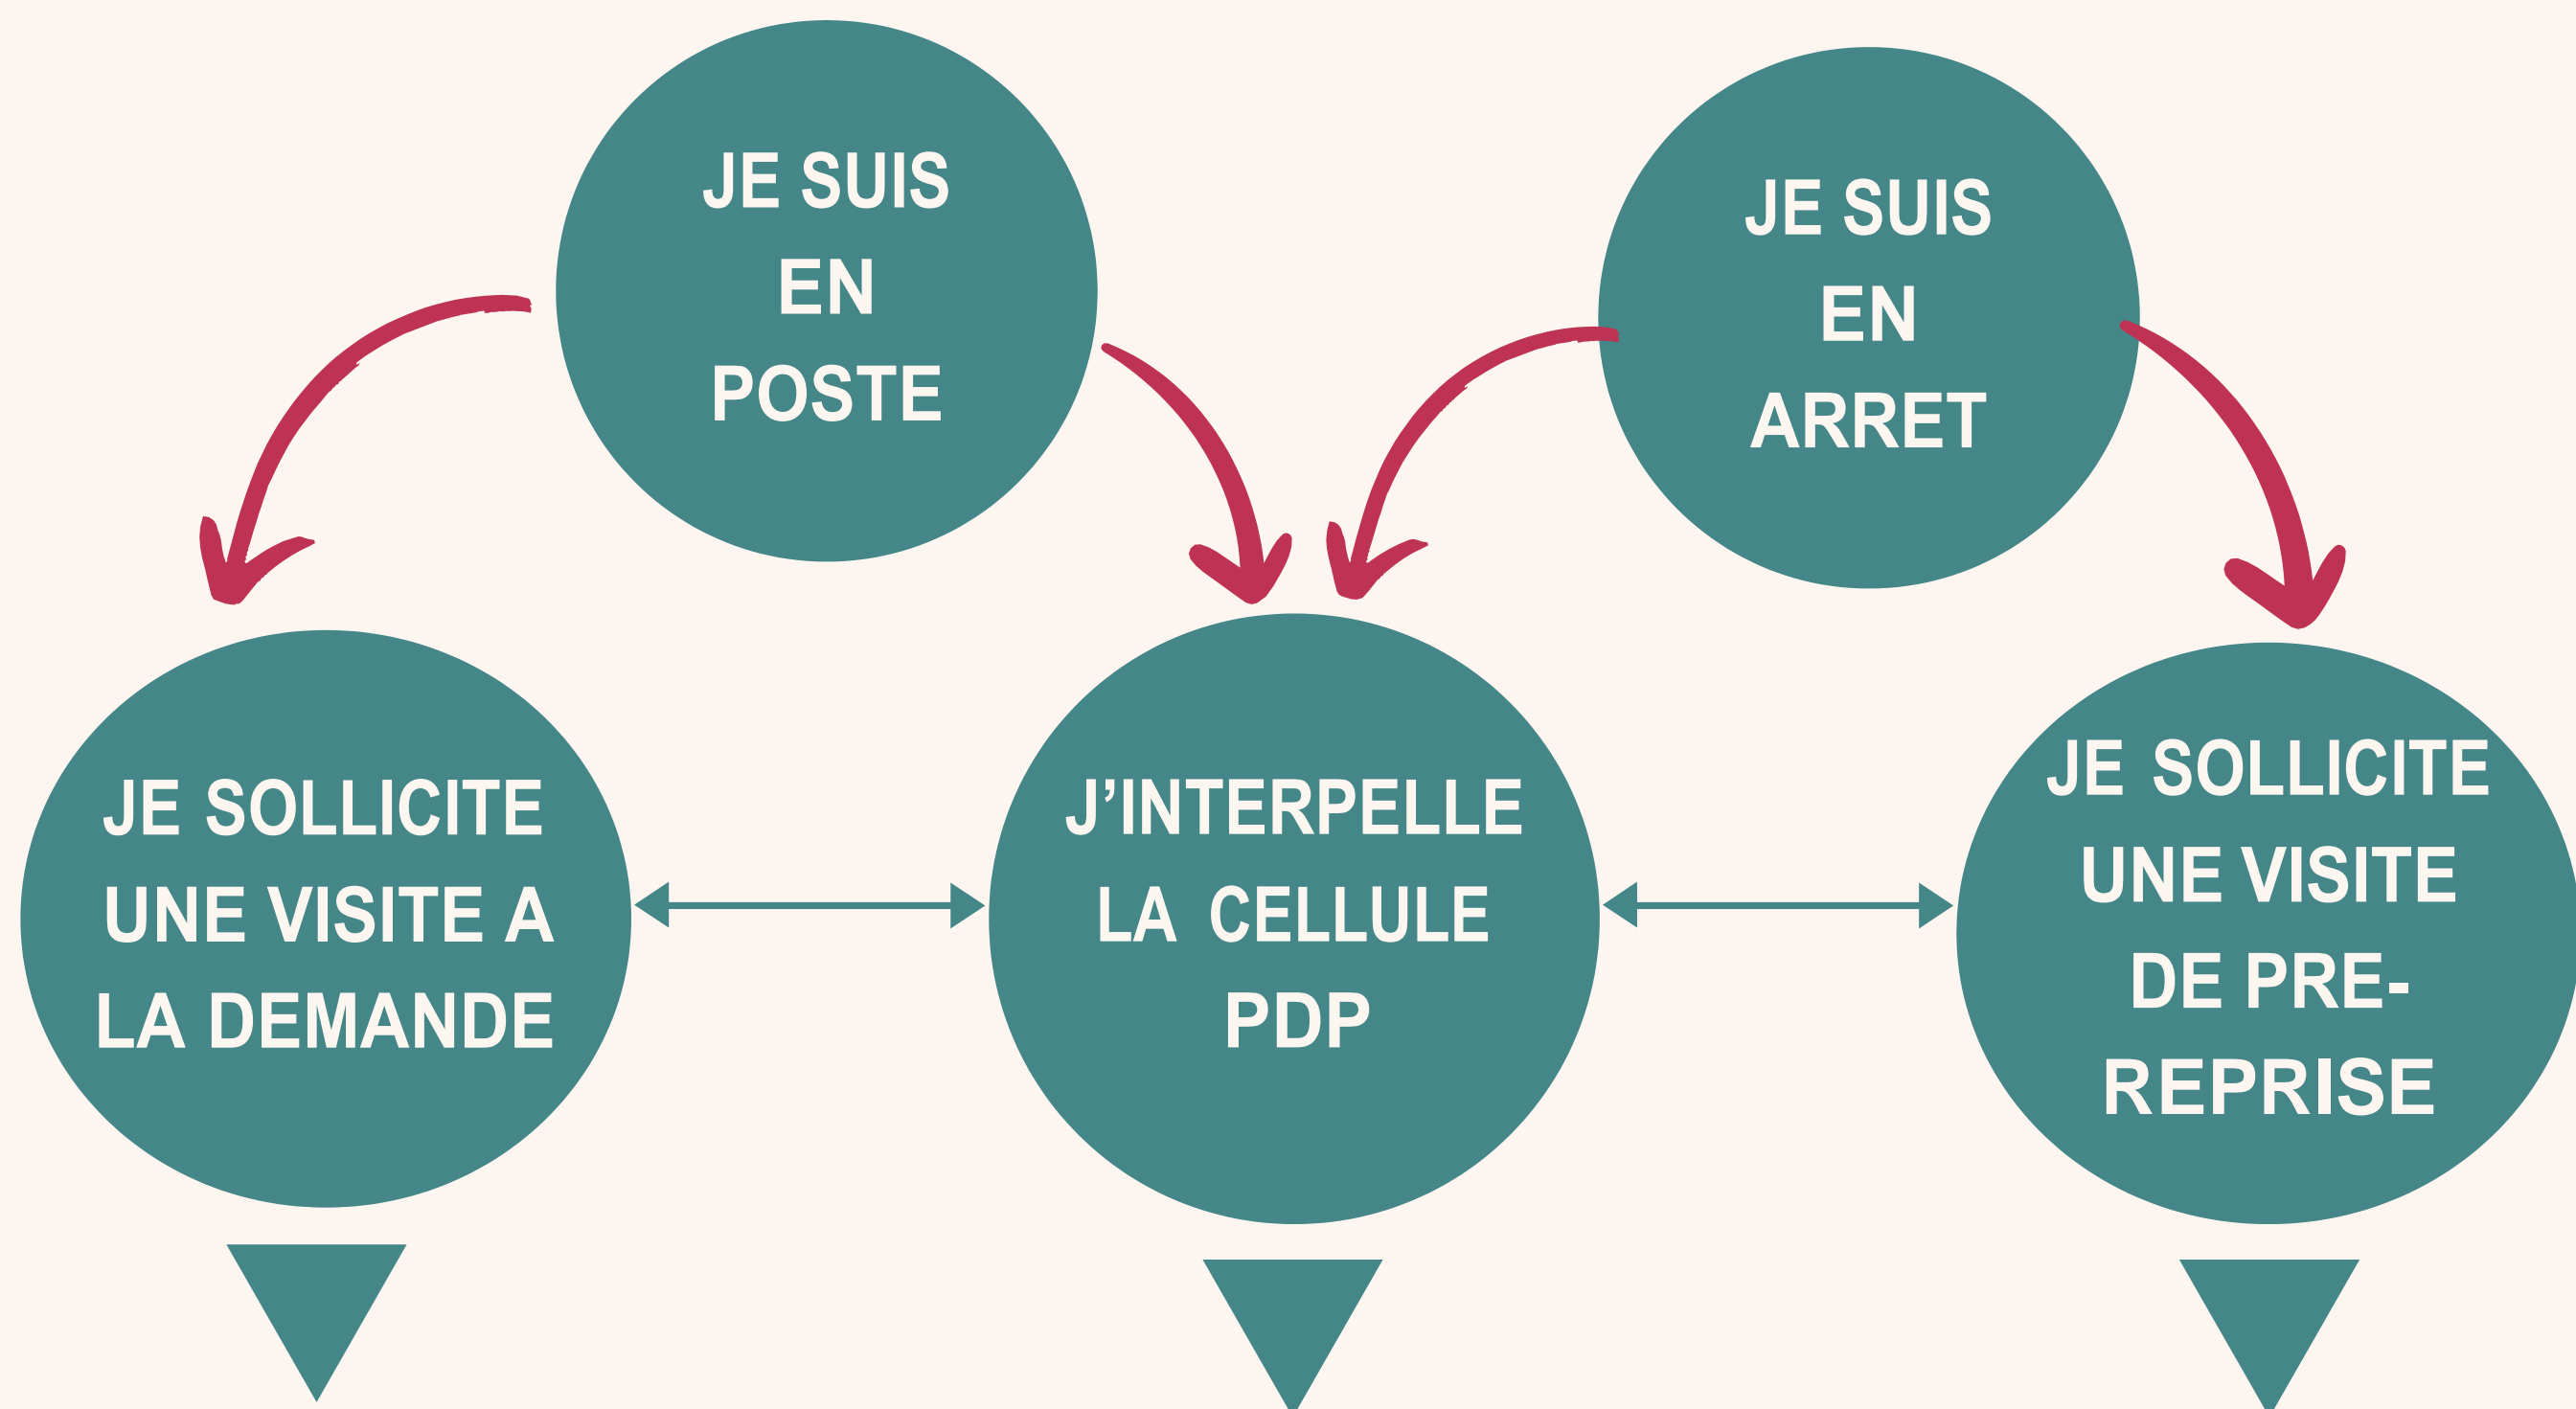 JE SUIS
EN
POSTE
JE SUIS
EN
ARRET
JE SOLLICITE
UNE VISITE A
LA DEMANDE
J’INTERPELLE
LA CELLULE
PDP
JE SOLLICITE
UNE VISITE
DE PRE-
REPRISE